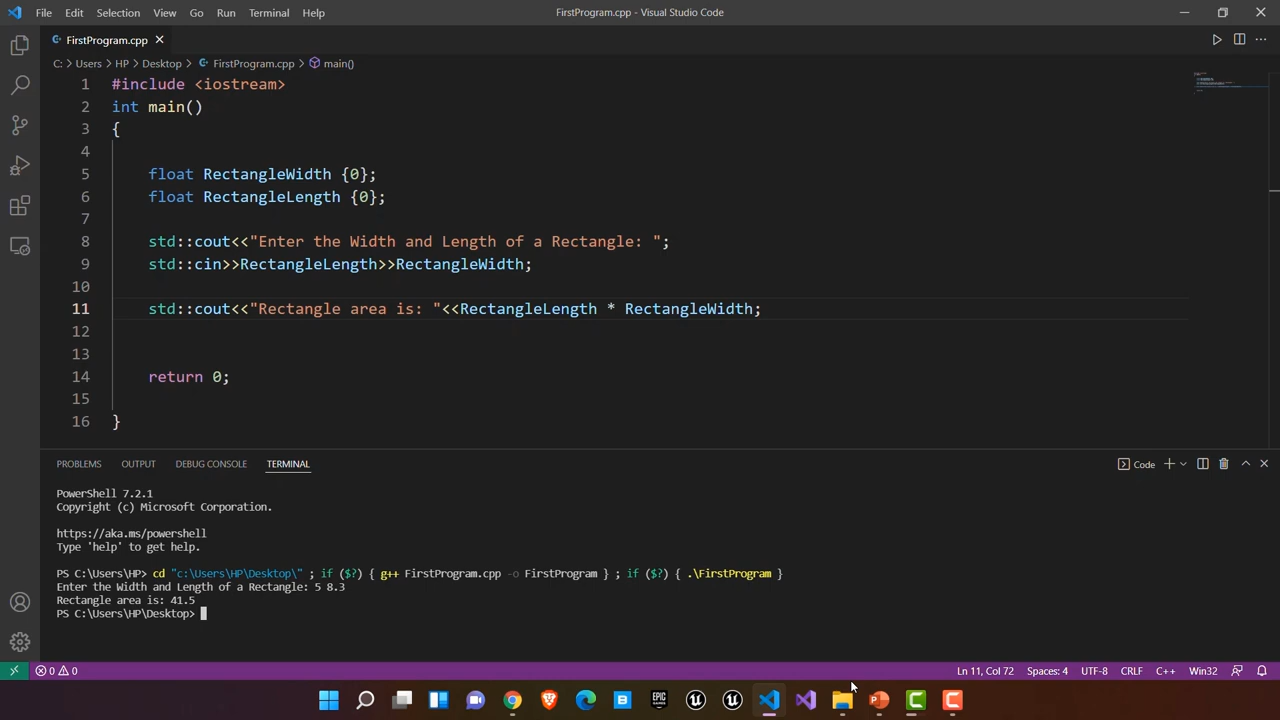 File Edit Selection View Go Run Terminal Help FirstProgram.cpp - Visual Studio Code
FirstProgram.cpp
C: > Users > HP > Desktop > FirstProgram.cpp > main()
1 #include <iostream>
2 int main()
3 {
4
5 float RectangleWidth {0};
6 float RectangleLength {0};
7
8 std::cout<<"Enter the Width and Length of a Rectangle: ";
9 std::cin>>RectangleLength>>RectangleWidth;
10
11 std::cout<<"Rectangle area is: "<<RectangleLength * RectangleWidth;
12
13
14 return 0;
15
16 }
PROBLEMS OUTPUT DEBUG CONSOLE TERMINAL Code
PowerShell 7.2.1
Copyright (c) Microsoft Corporation.
https://aka.ms/powershell
Type 'help' to get help.
PS C:\Users\HP> cd "c:\Users\HP\Desktop\" ; if ($?) { g++ FirstProgram.cpp -o FirstProgram } ; if ($?) { .\FirstProgram }
Enter the Width and Length of a Rectangle: 5 8.3
Rectangle area is: 41.5
PS C:\Users\HP\Desktop>
0 0 Ln 11, Col 72 Spaces: 4 UTF-8 CRLF C++ Win32
B EPIC GAMES